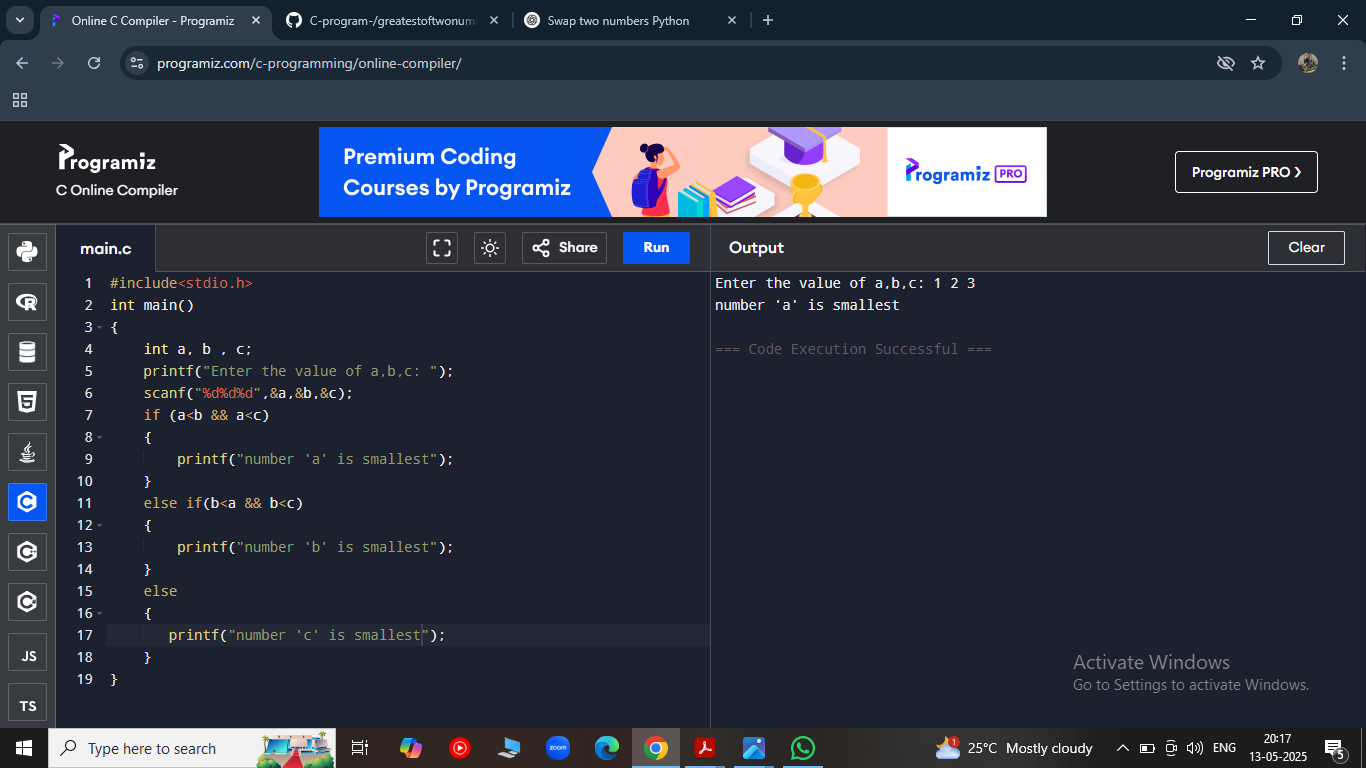 Online C Compiler - Programiz
C-program-/greatestoftwonum
Swap two numbers Python
programiz.com/c-programming/online-compiler/
Programiz
C Online Compiler
Premium Coding
Courses by Programiz
Programiz PRO
Programiz PRO >
main.c
Share
Run
Output
Clear
1 #include<stdio.h>
2 int main()
3 {
4 int a, b , c;
5 printf("Enter the value of a,b,c: ");
6 scanf("%d%d%d",&a,&b,&c);
7 if (a<b && a<c)
8 {
9 printf("number 'a' is smallest");
10 }
11 else if(b<a && b<c)
12 {
13 printf("number 'b' is smallest");
14 }
15 else
16 {
17 printf("number 'c' is smallest");
18 }
19 }
Enter the value of a,b,c: 1 2 3
number 'a' is smallest
=== Code Execution Successful ===
JS
TS
Activate Windows
Go to Settings to activate Windows.
Type here to search
zoom
1
25°C Mostly cloudy
ENG
20:17
13-05-2025
5